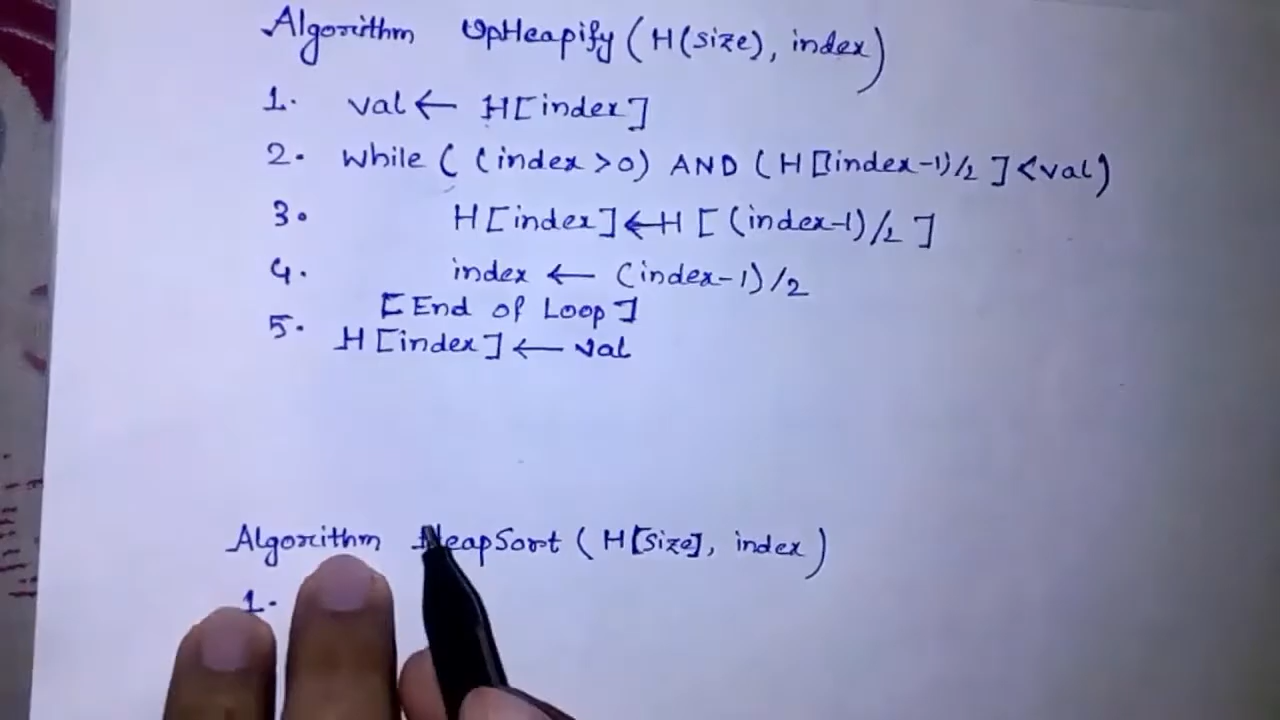 Algorithm UpHeapify (H(size), index)
1. val ← H[index]
2. While ( (index >0) AND (H[(index-1)/2 ] <val)
3. H[index] ← H [ (index-1)/2 ]
4. index ← (index-1)/2
[End of Loop]
5. H[index] ← val
Algorithm HeapSort ( H[size], index )
1.